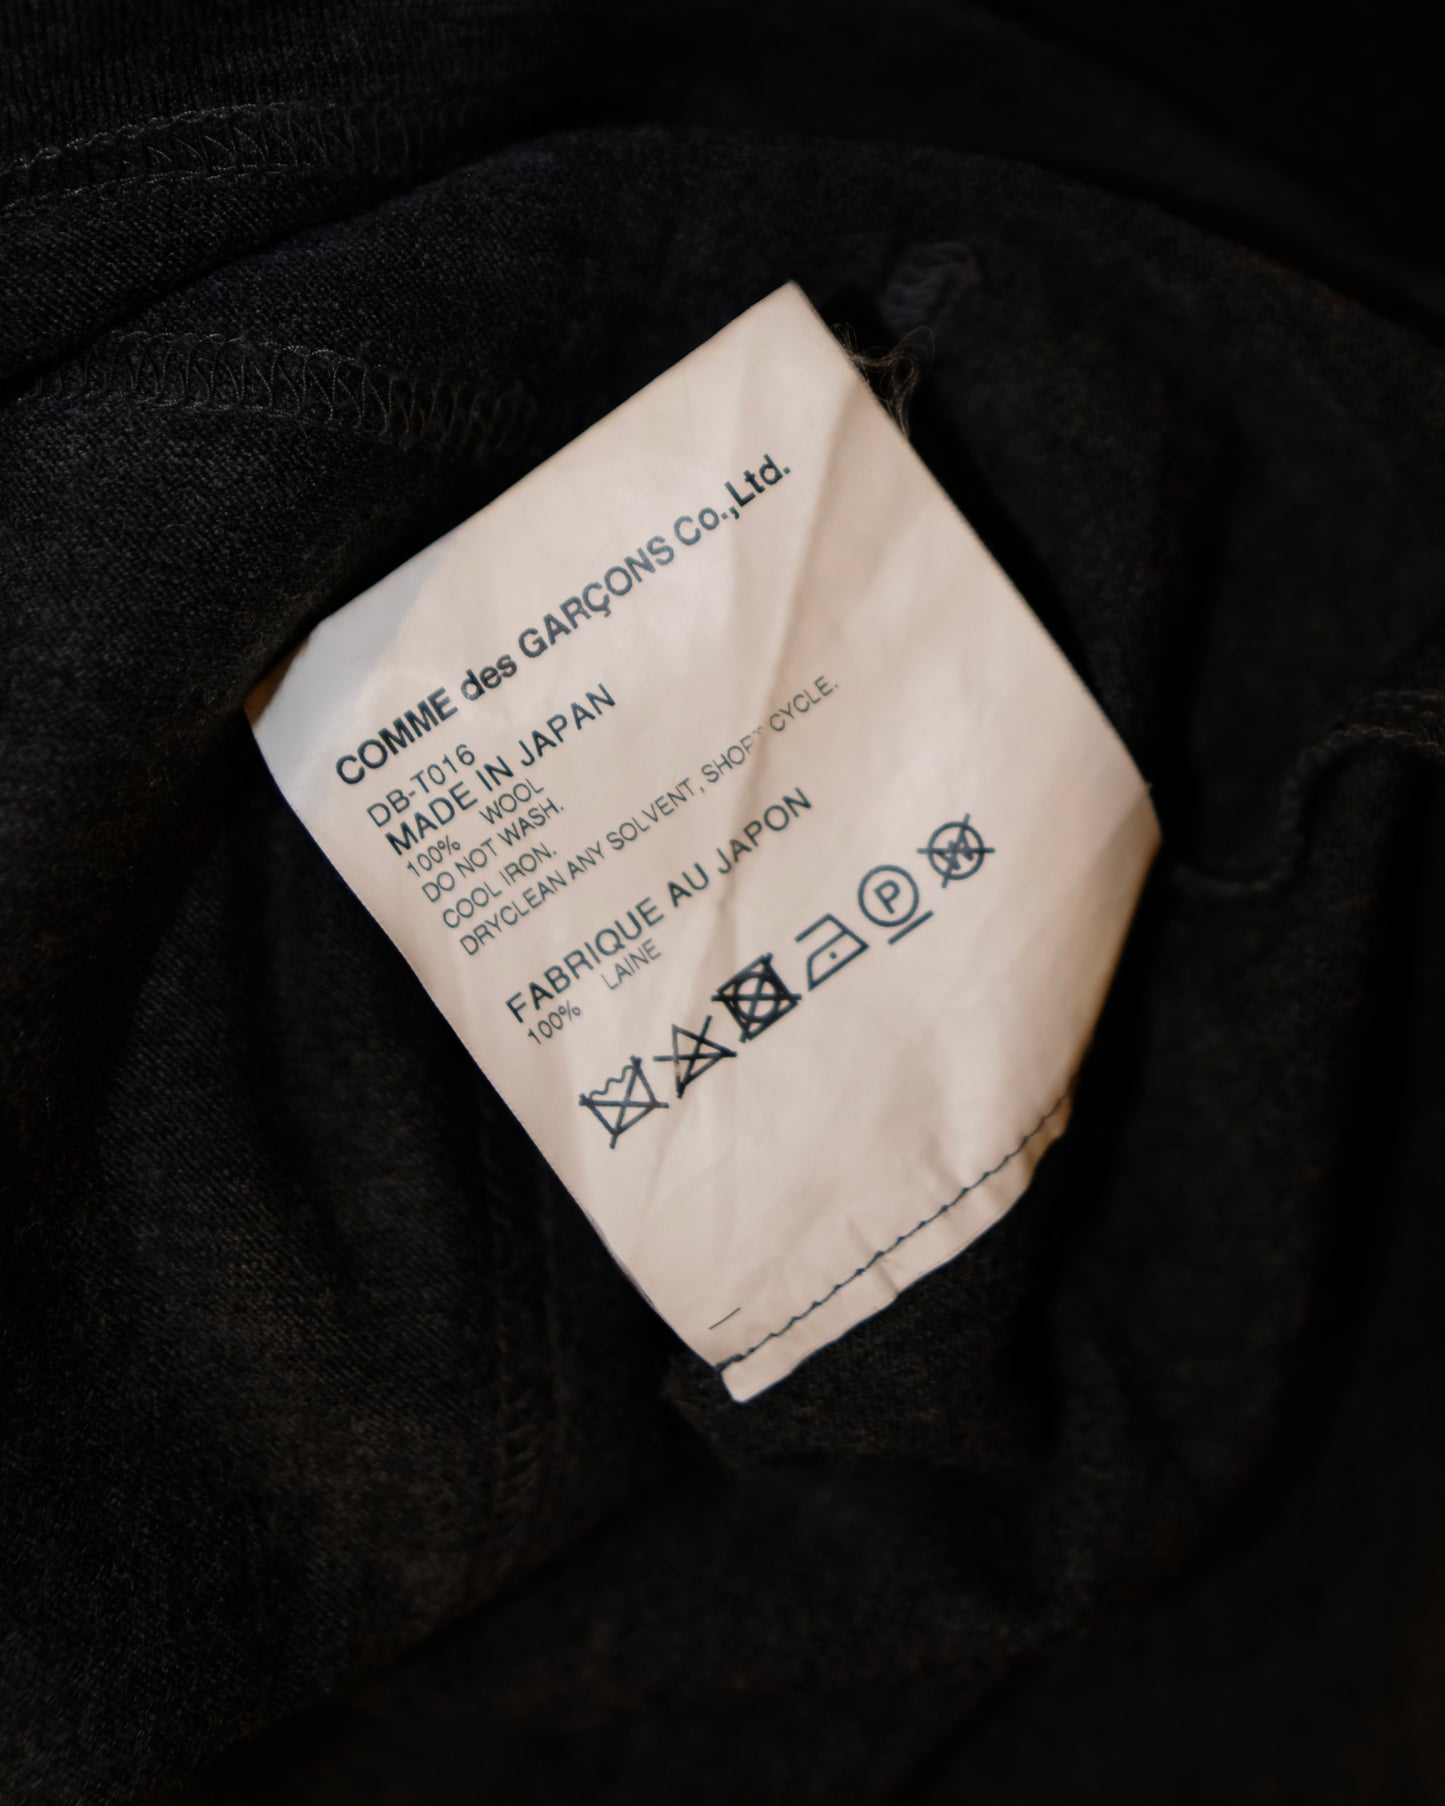 COMME des GARÇONS Co.,Ltd.
DB-T016
MADE IN JAPAN
100% WOOL
DO NOT WASH.
COOL IRON.
DRYCLEAN ANY SOLVENT, SHORT CYCLE.
FABRIQUE AU JAPON
100% LAINE
P
W